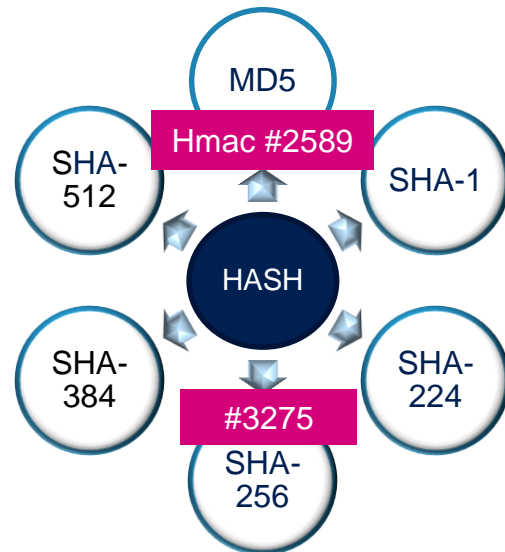 MD5
Hmac #2589
SHA-
512
SHA-1
HASH
SHA-
384
SHA-
224
#3275
SHA-
256